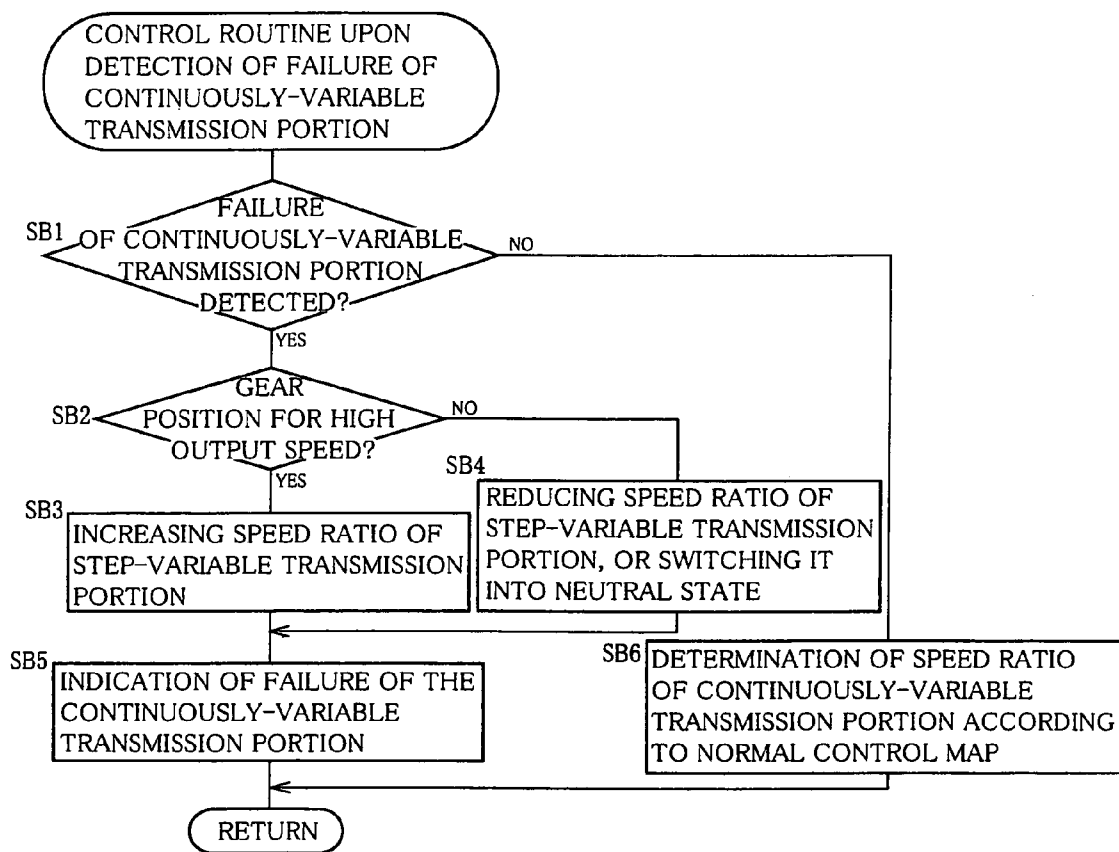 CONTROL ROUTINE UPON
DETECTION OF FAILURE OF
CONTINUOUSLY-VARIABLE
TRANSMISSION PORTION
SB1
FAILURE
OF CONTINUOUSLY-VARIABLE
TRANSMISSION PORTION
DETECTED?
NO
YES
SB2
GEAR
POSITION FOR HIGH
OUTPUT SPEED?
NO
YES
SB3
INCREASING SPEED RATIO OF
STEP-VARIABLE TRANSMISSION
PORTION
SB4
REDUCING SPEED RATIO OF
STEP-VARIABLE TRANSMISSION
PORTION, OR SWITCHING IT
INTO NEUTRAL STATE
SB5
INDICATION OF FAILURE OF THE
CONTINUOUSLY-VARIABLE
TRANSMISSION PORTION
SB6
DETERMINATION OF SPEED RATIO
OF CONTINUOUSLY-VARIABLE
TRANSMISSION PORTION ACCORDING
TO NORMAL CONTROL MAP
RETURN